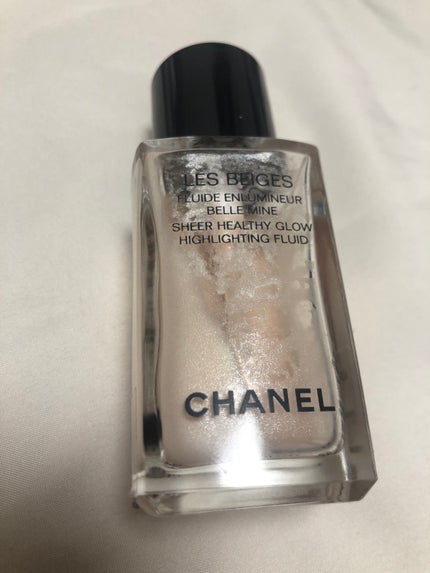 LES BEIGES
FLUIDE ENLUMINEUR
BELLE MINE
SHEER HEALTHY GLOW
HIGHLIGHTING FLUID
CHANEL